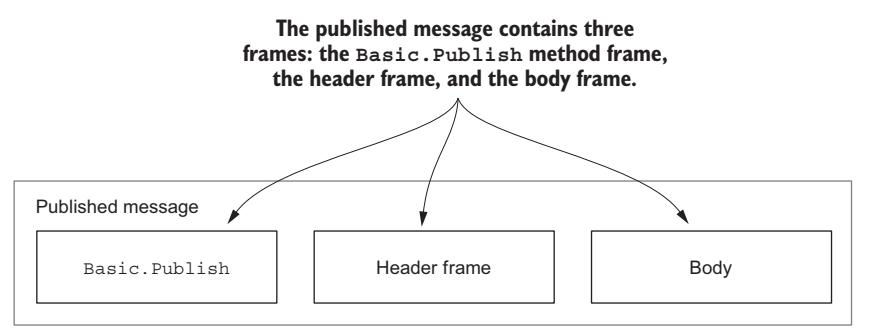 The published message contains three
frames: the Basic.Publish method frame,
the header frame, and the body frame.
Published message
Basic.Publish
Header frame
Body